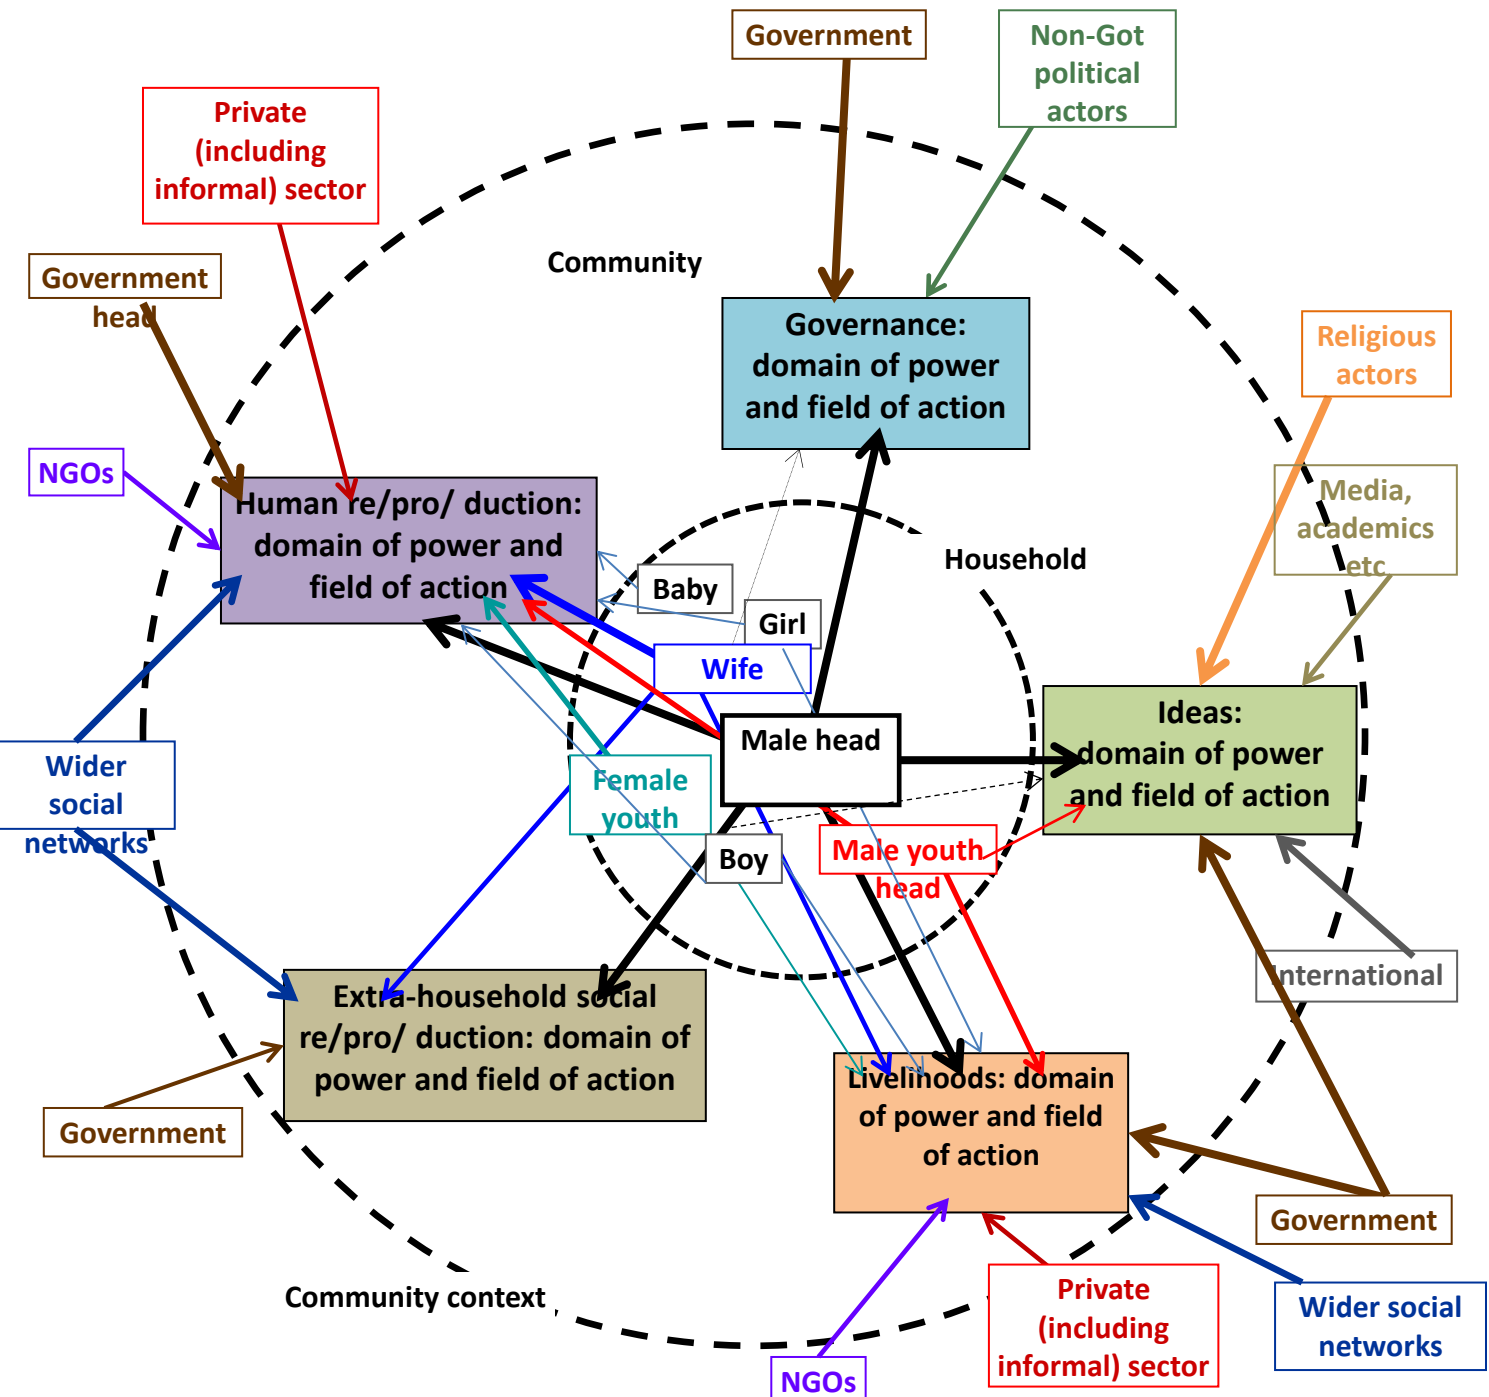 Government
Non-Got
political
actors
Private
(including
informal) sector
Community
Government
head
Governance:
domain of power
and field of action
Religious
actors
NGOs
Media,
academics
etc
Human re/pro/ duction:
domain of power and
field of action
Household
Baby
Girl
Wife
Ideas:
domain of power
and field of action
Male head
Wider
social
networks
Female
youth
Boy
Male youth
head
International
Extra-household social
re/pro/ duction: domain of
power and field of action
Livelihoods: domain
of power and field
of action
Government
Government
Community context
Private
(including
informal) sector
Wider social
networks
NGOs